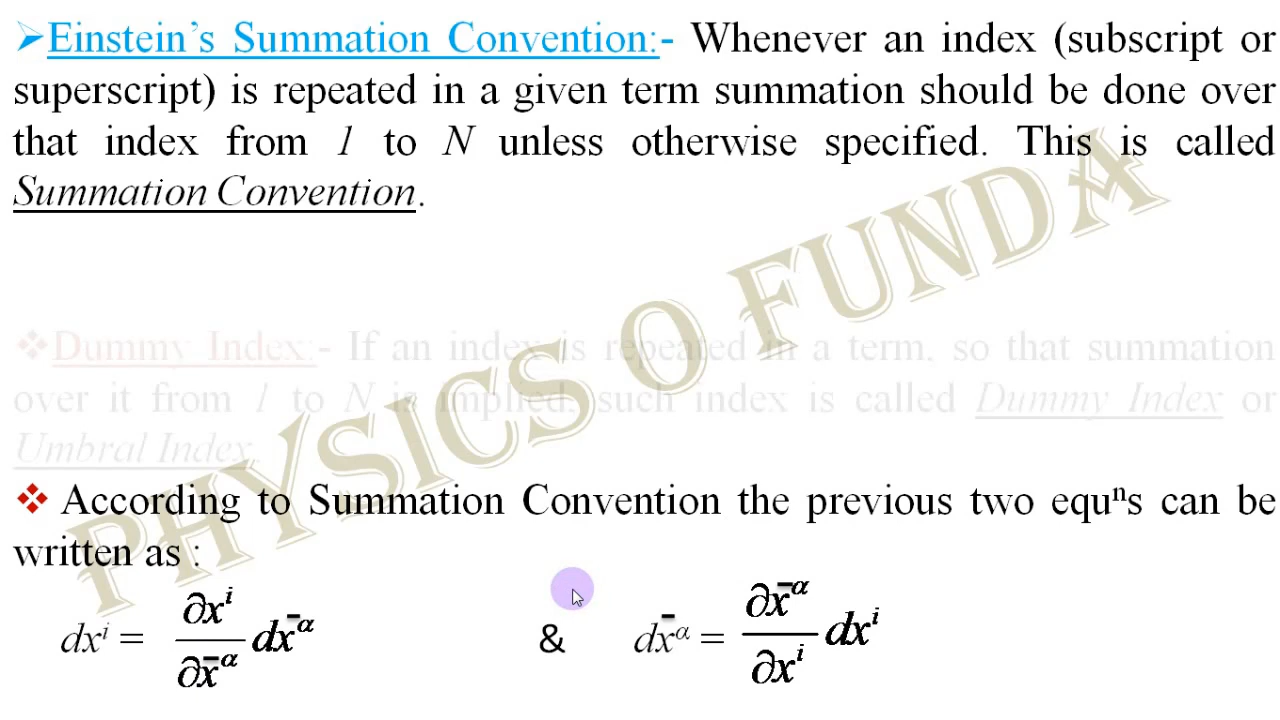 ➢Einstein's Summation Convention:- Whenever an index (subscript or
superscript) is repeated in a given term summation should be done over
that index from 1 to N unless otherwise specified. This is called
Summation Convention.
❖Dummy Index:- If an index is repeated in a term, so that summation
over it from 1 to N is implied, such index is called Dummy Index or
Umbral Index.
❖ According to Summation Convention the previous two equⁿs can be
written as :
dxⁱ = ∂xⁱ/∂x̄ᵅ dx̄ᵅ & dx̄ᵅ = ∂x̄ᵅ/∂xⁱ dxⁱ
PHYSICS O FUNDA